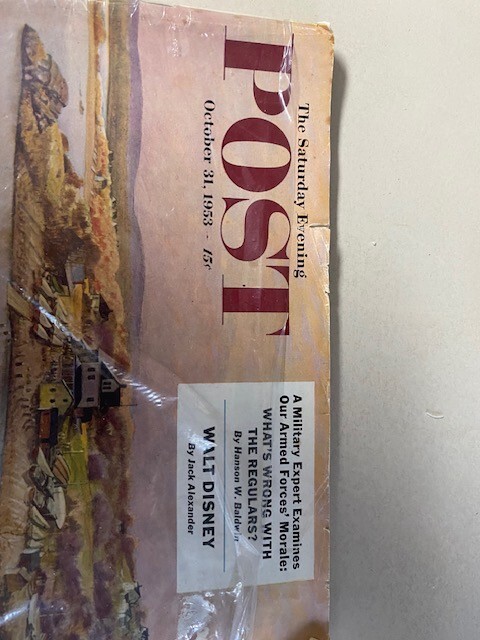 The Saturday Evening
POST
October 31, 1953 - 15¢
A Military Expert Examines
Our Armed Forces' Morale:
WHAT'S WRONG WITH
THE REGULARS?
By Hanson W. Baldwin
WALT DISNEY
By Jack Alexander